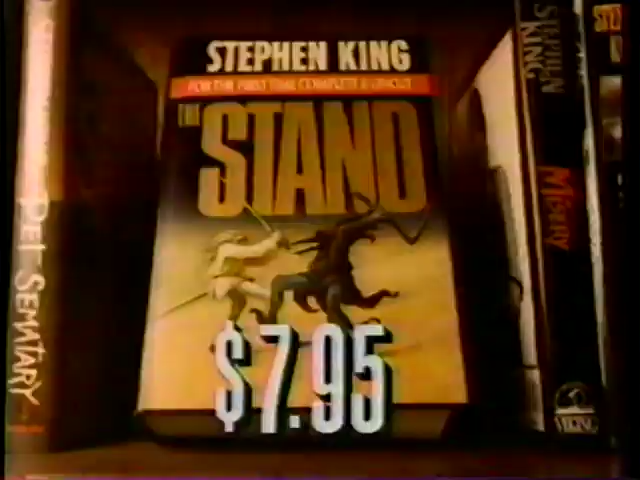 STEPHEN KING
FOR THE FIRST TIME COMPLETE & UNCUT
THE
STAND
$7.95
PET SEMATARY
STEPHEN
KING
Misery
VIKING